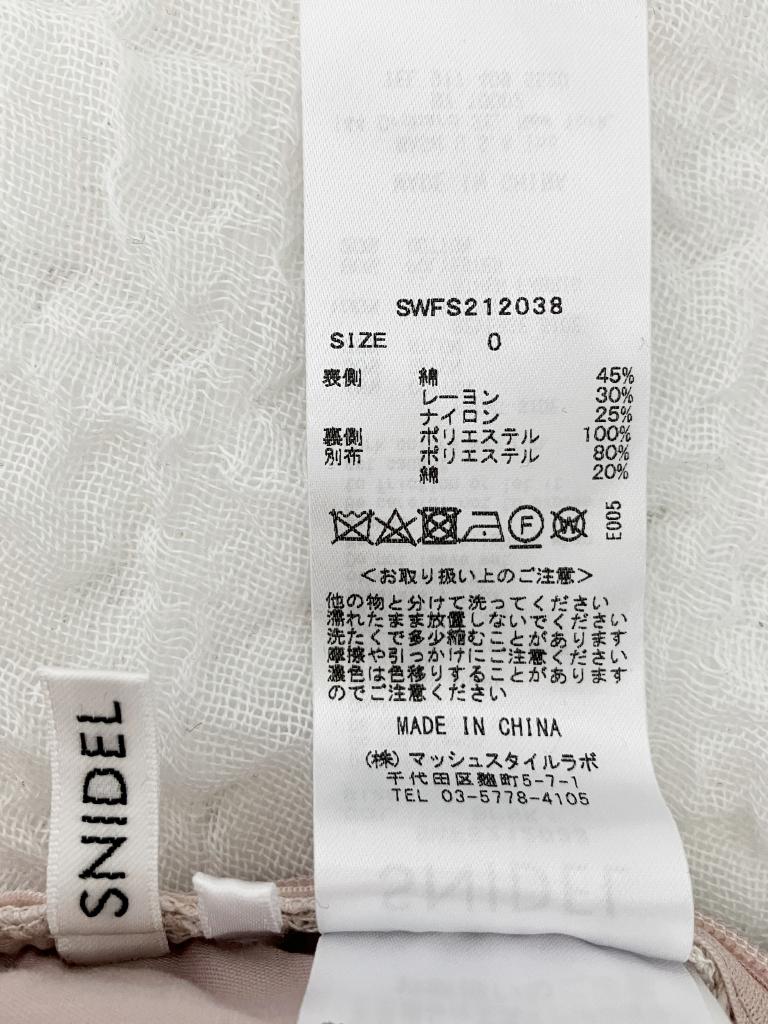 SWFS212038
SIZE 0
表側 綿 45%
レーヨン 30%
ナイロン 25%
裏側 ポリエステル 100%
別布 ポリエステル 80%
綿 20%
F W E005
<お取り扱い上のご注意>
他の物と分けて洗ってください
濡れたまま放置しないでください
洗たくで多少縮むことがあります
摩擦や引っかけにご注意ください
濃色は色移りすることがあります
のでご注意ください
MADE IN CHINA
(株)マッシュスタイルラボ
千代田区麹町5-7-1
TEL 03-5778-4105
SNIDEL